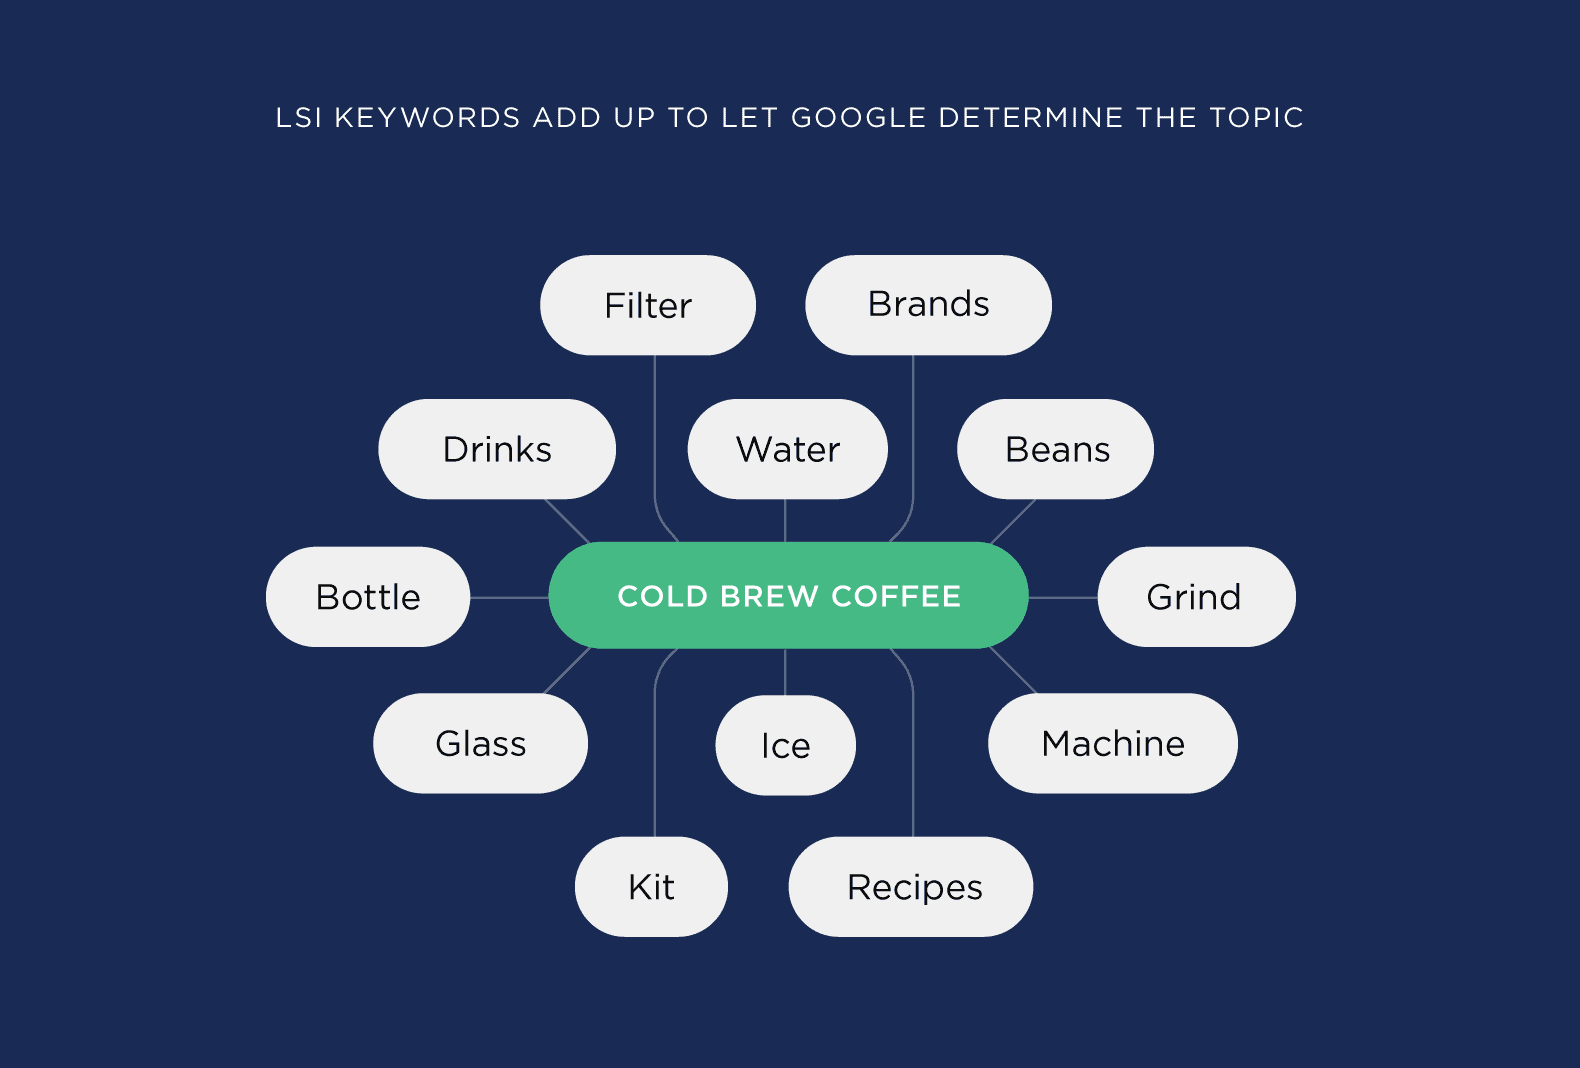 LSI KEYWORDS ADD UP TO LET GOOGLE DETERMINE THE TOPIC
Filter
Brands
Drinks
Water
Beans
Bottle
COLD BREW COFFEE
Grind
Glass
Ice
Machine
Kit
Recipes